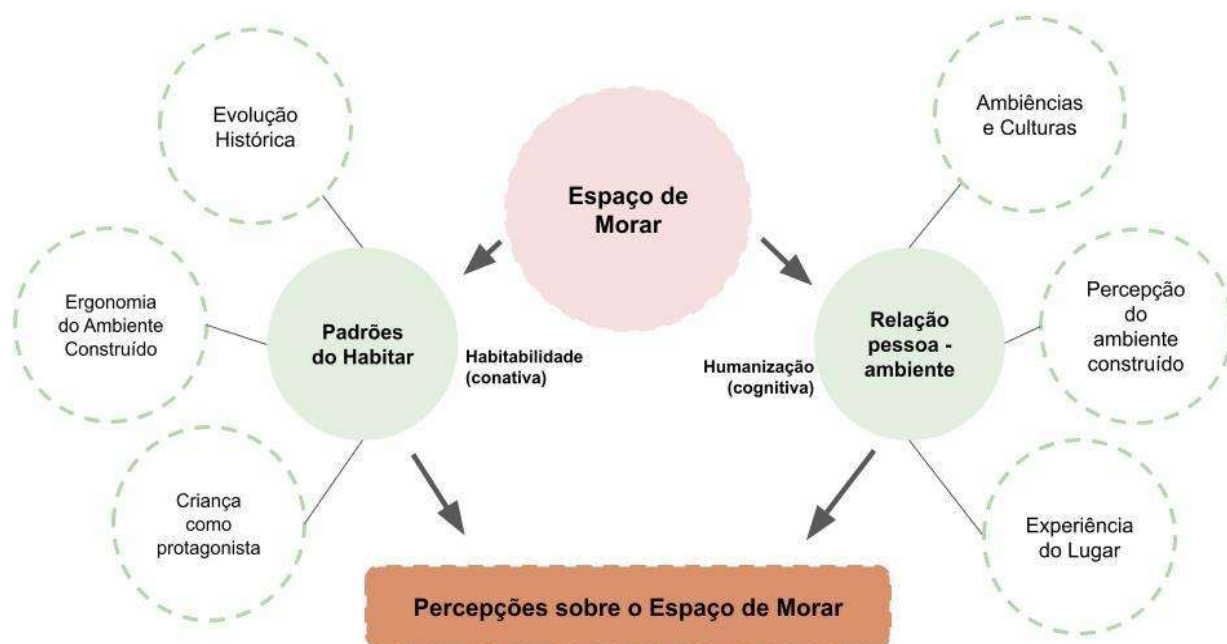 Espaço de
Morar
Evolução
Histórica
Ergonomia
do Ambiente
Construído
Criança
como
protagonista
Padrões
do Habitar
Habitabilidade
(conativa)
Humanização
(cognitiva)
Relação
pessoa -
ambiente
Ambiências
e Culturas
Percepção
do
ambiente
construído
Experiência
do Lugar
Percepções sobre o Espaço de Morar